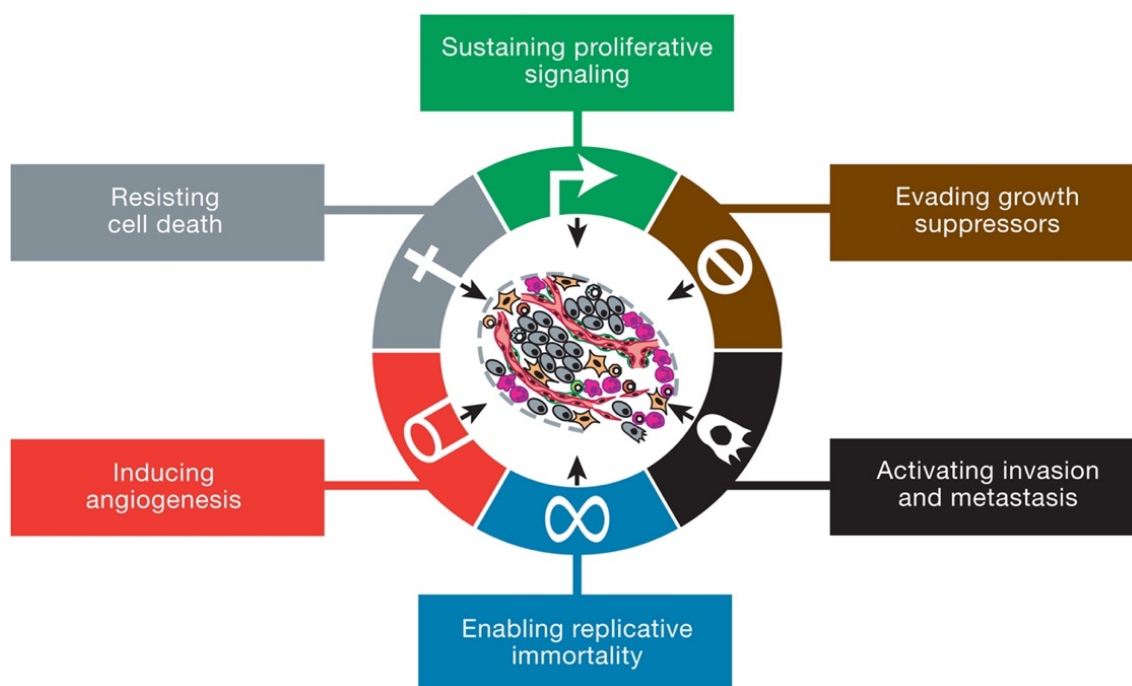 Sustaining proliferative
signaling
Resisting
cell death
Evading growth
suppressors
Inducing
angiogenesis
Activating invasion
and metastasis
Enabling replicative
immortality